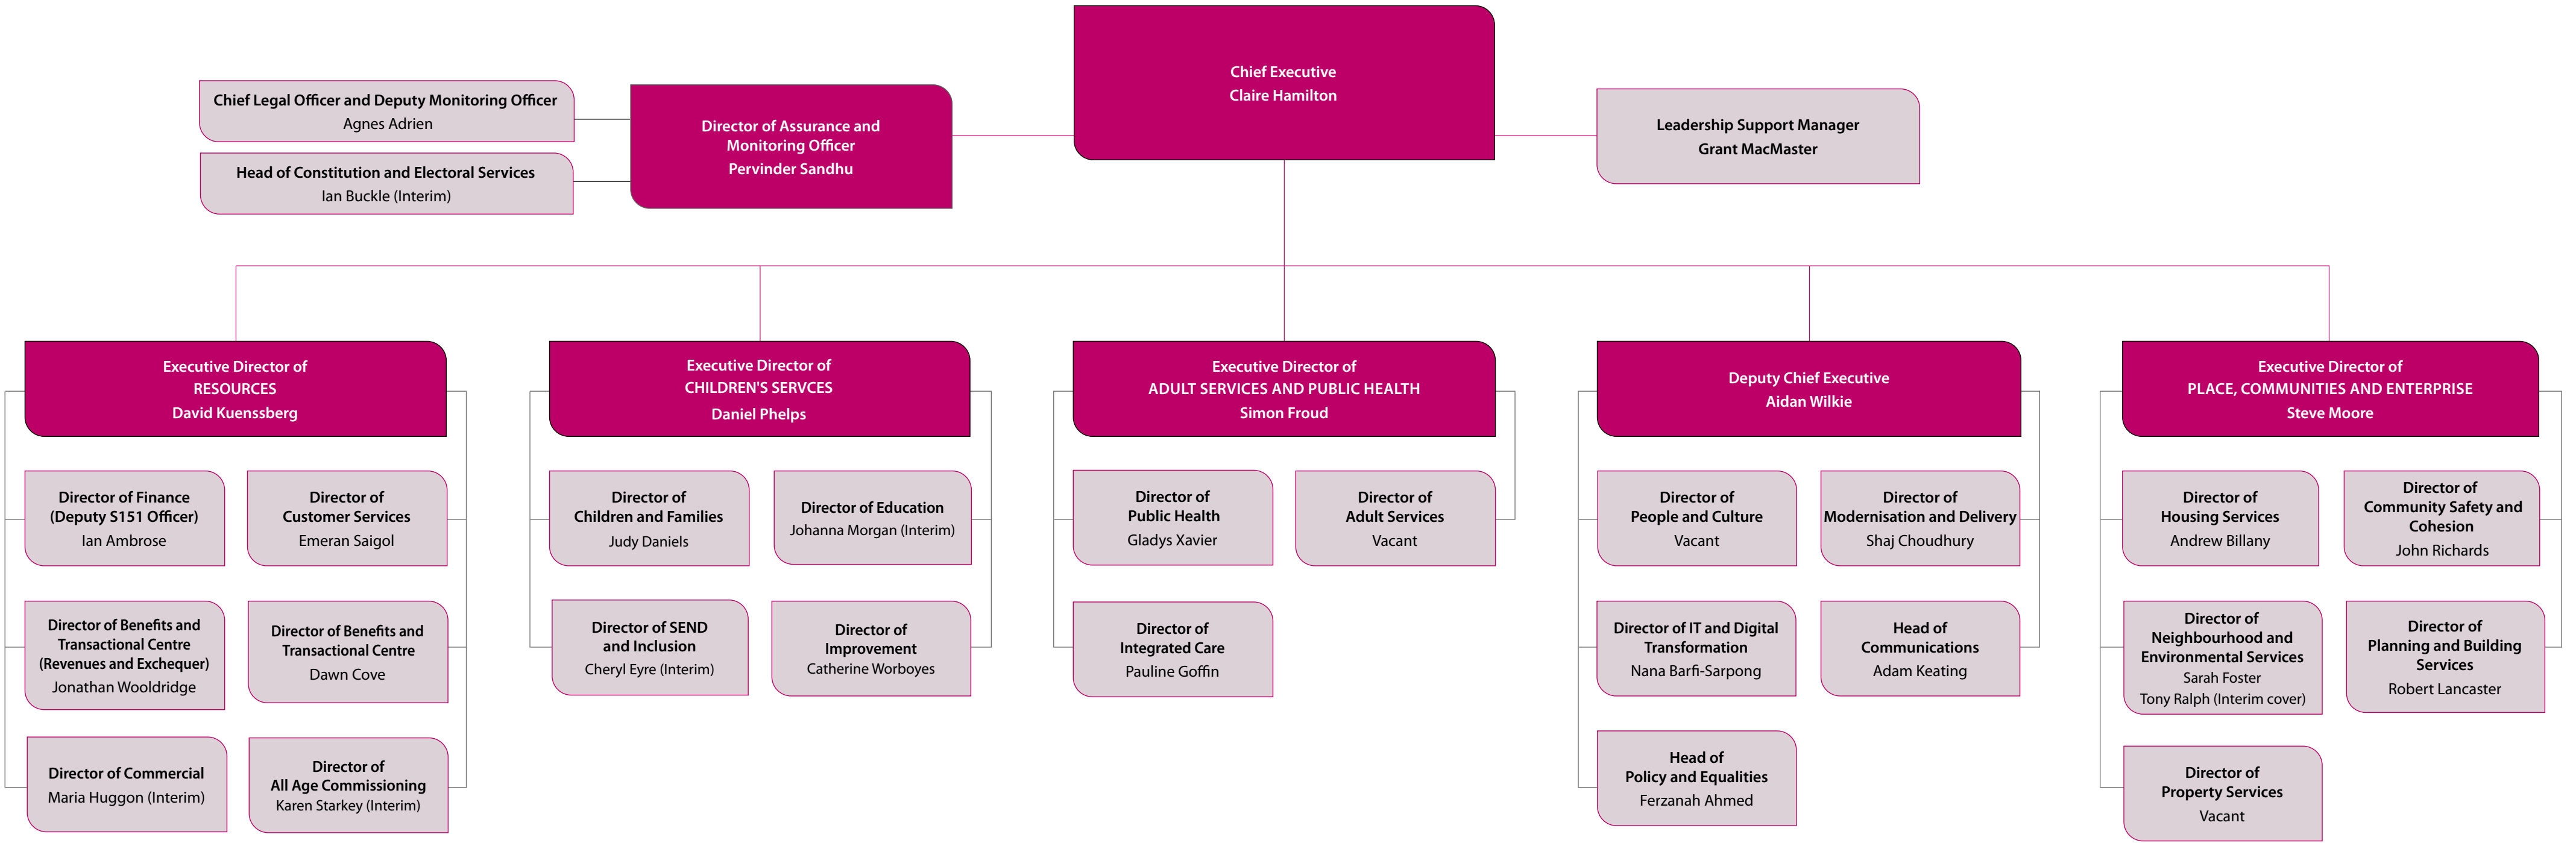 Chief Executive
Claire Hamilton
Chief Legal Officer and Deputy Monitoring Officer
Agnes Adrien
Head of Constitution and Electoral Services
Ian Buckle (Interim)
Director of Assurance and
Monitoring Officer
Pervinder Sandhu
Leadership Support Manager
Grant MacMaster
Executive Director of
RESOURCES
David Kuenssberg
Director of Finance
(Deputy S151 Officer)
Ian Ambrose
Director of
Customer Services
Emeran Saigol
Director of Benefits and
Transactional Centre
(Revenues and Exchequer)
Jonathan Wooldridge
Director of Benefits and
Transactional Centre
Dawn Cove
Director of Commercial
Maria Huggon (Interim)
Director of
All Age Commissioning
Karen Starkey (Interim)
Executive Director of
CHILDREN'S SERVCES
Daniel Phelps
Director of
Children and Families
Judy Daniels
Director of Education
Johanna Morgan (Interim)
Director of SEND
and Inclusion
Cheryl Eyre (Interim)
Director of
Improvement
Catherine Worboyes
Executive Director of
ADULT SERVICES AND PUBLIC HEALTH
Simon Froud
Director of
Public Health
Gladys Xavier
Director of
Adult Services
Vacant
Director of
Integrated Care
Pauline Goffin
Deputy Chief Executive
Aidan Wilkie
Director of
People and Culture
Vacant
Director of
Modernisation and Delivery
Shaj Choudhury
Director of IT and Digital
Transformation
Nana Barfi-Sarpong
Head of
Communications
Adam Keating
Head of
Policy and Equalities
Ferzanah Ahmed
Executive Director of
PLACE, COMMUNITIES AND ENTERPRISE
Steve Moore
Director of
Housing Services
Andrew Billany
Director of
Community Safety and
Cohesion
John Richards
Director of
Neighbourhood and
Environmental Services
Sarah Foster
Tony Ralph (Interim cover)
Director of
Planning and Building
Services
Robert Lancaster
Director of
Property Services
Vacant